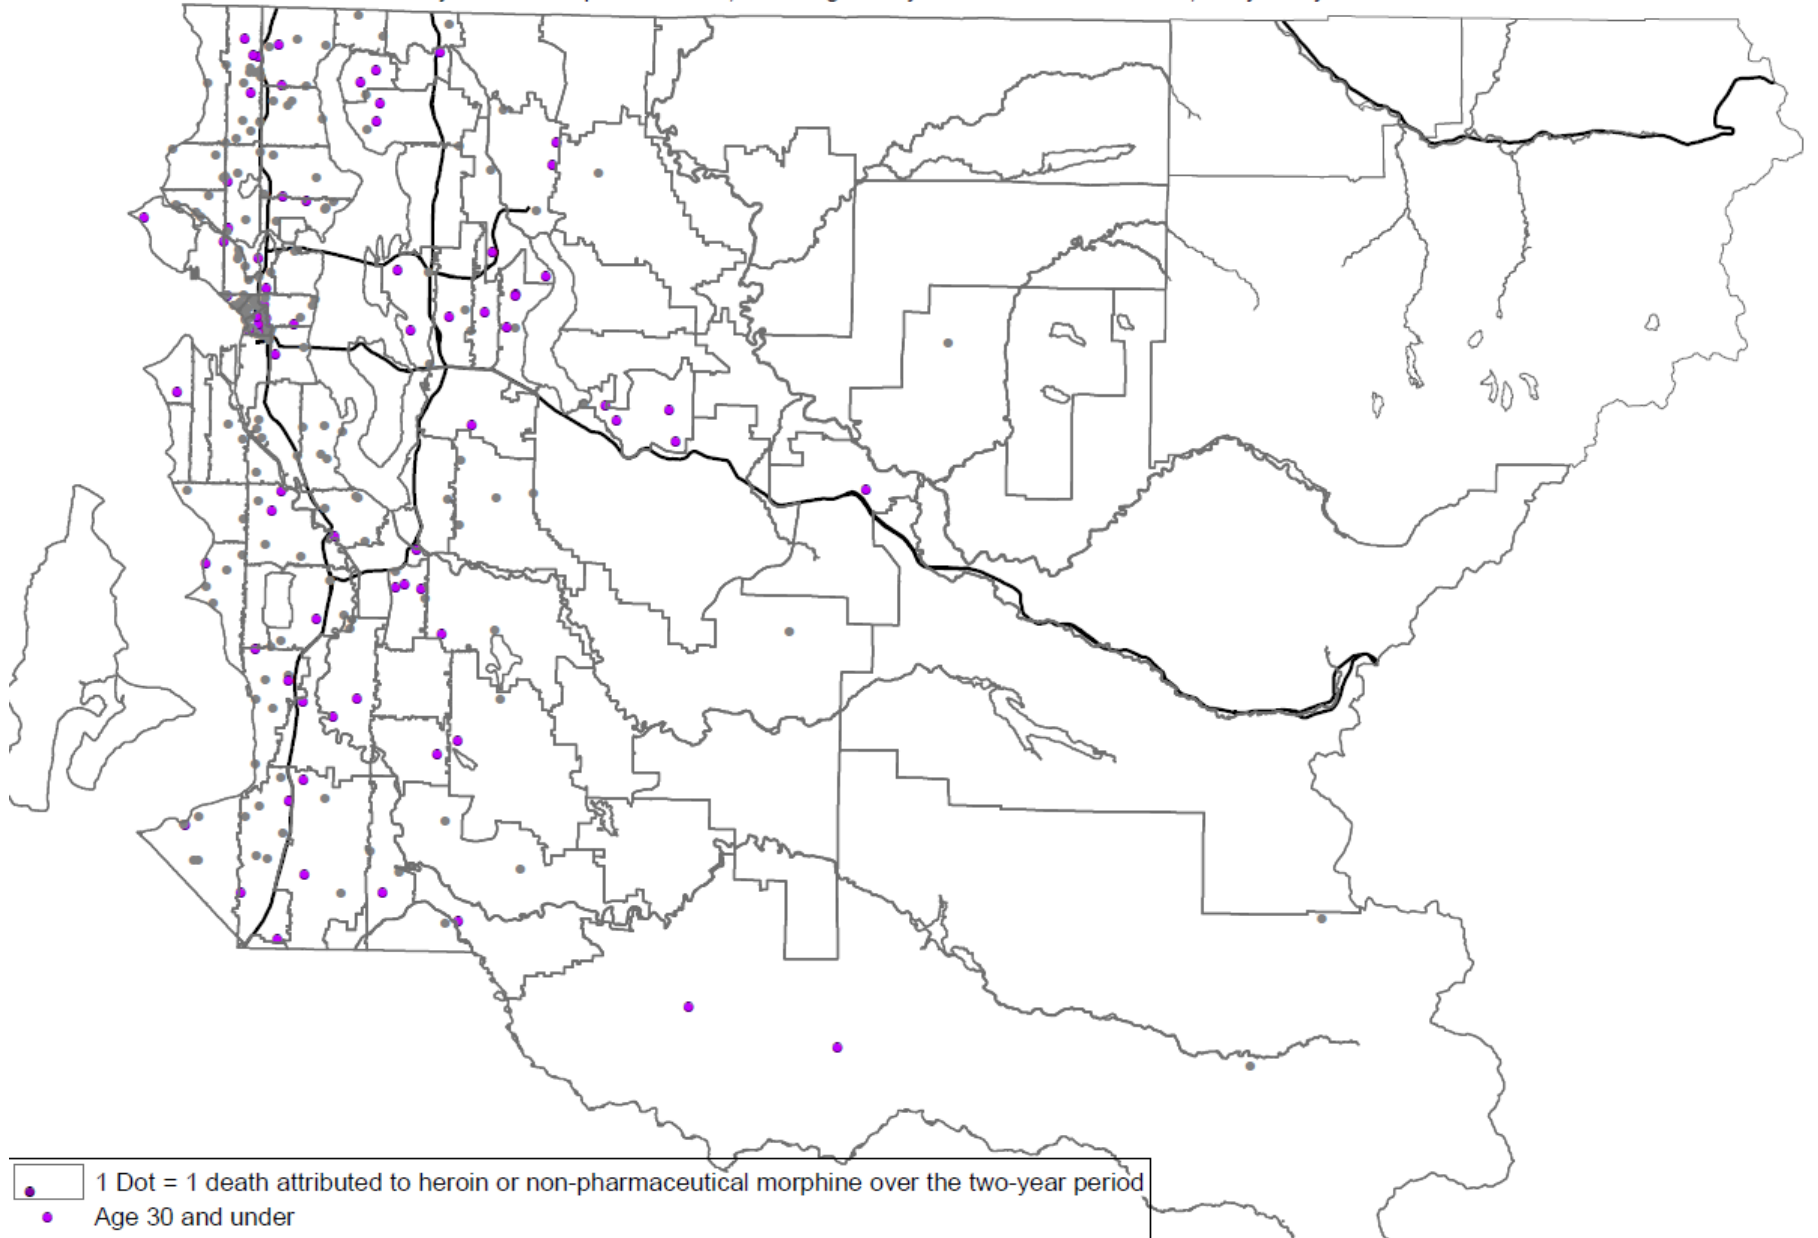 1 Dot = 1 death attributed to heroin or non-pharmaceutical morphine over the two-year period
Age 30 and under